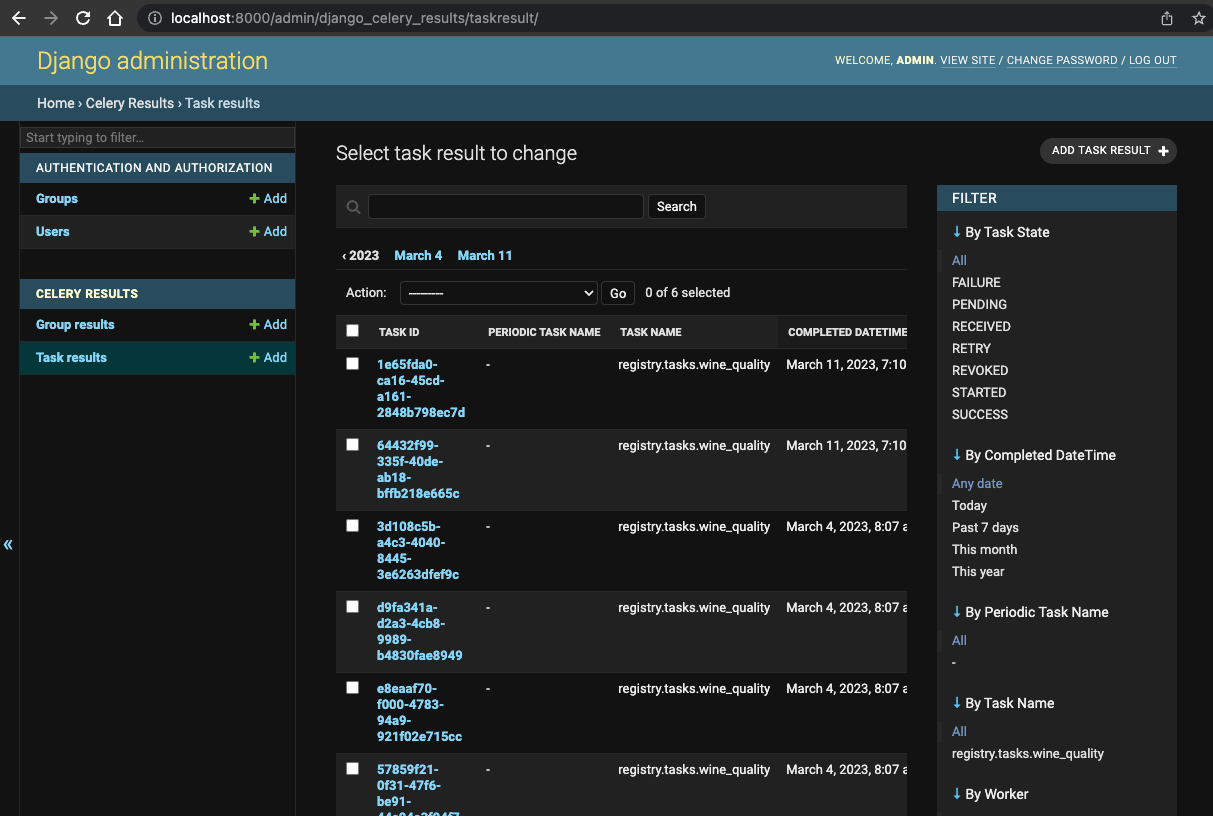 localhost:8000/admin/django_celery_results/taskresult/
Django administration
WELCOME, ADMIN. VIEW SITE / CHANGE PASSWORD / LOG OUT
Home › Celery Results › Task results
Start typing to filter…
AUTHENTICATION AND AUTHORIZATION
Groups + Add
Users + Add
CELERY RESULTS
Group results + Add
Task results + Add
«
Select task result to change
ADD TASK RESULT +
Search
‹ 2023 March 4 March 11
Action: --------- Go 0 of 6 selected
TASK ID PERIODIC TASK NAME TASK NAME COMPLETED DATETIME
1e65fda0- - registry.tasks.wine_quality March 11, 2023, 7:10
ca16-45cd-
a161-
2848b798ec7d
64432f99- - registry.tasks.wine_quality March 11, 2023, 7:10
335f-40de-
ab18-
bffb218e665c
3d108c5b- - registry.tasks.wine_quality March 4, 2023, 8:07 a
a4c3-4040-
8445-
3e6263dfef9c
d9fa341a- - registry.tasks.wine_quality March 4, 2023, 8:07 a
d2a3-4cb8-
9989-
b4830fae8949
e8eaaf70- - registry.tasks.wine_quality March 4, 2023, 8:07 a
f000-4783-
94a9-
921f02e715cc
57859f21- - registry.tasks.wine_quality March 4, 2023, 8:07 a
0f31-47f6-
be91-
FILTER
↓ By Task State
All
FAILURE
PENDING
RECEIVED
RETRY
REVOKED
STARTED
SUCCESS
↓ By Completed DateTime
Any date
Today
Past 7 days
This month
This year
↓ By Periodic Task Name
All
-
↓ By Task Name
All
registry.tasks.wine_quality
↓ By Worker